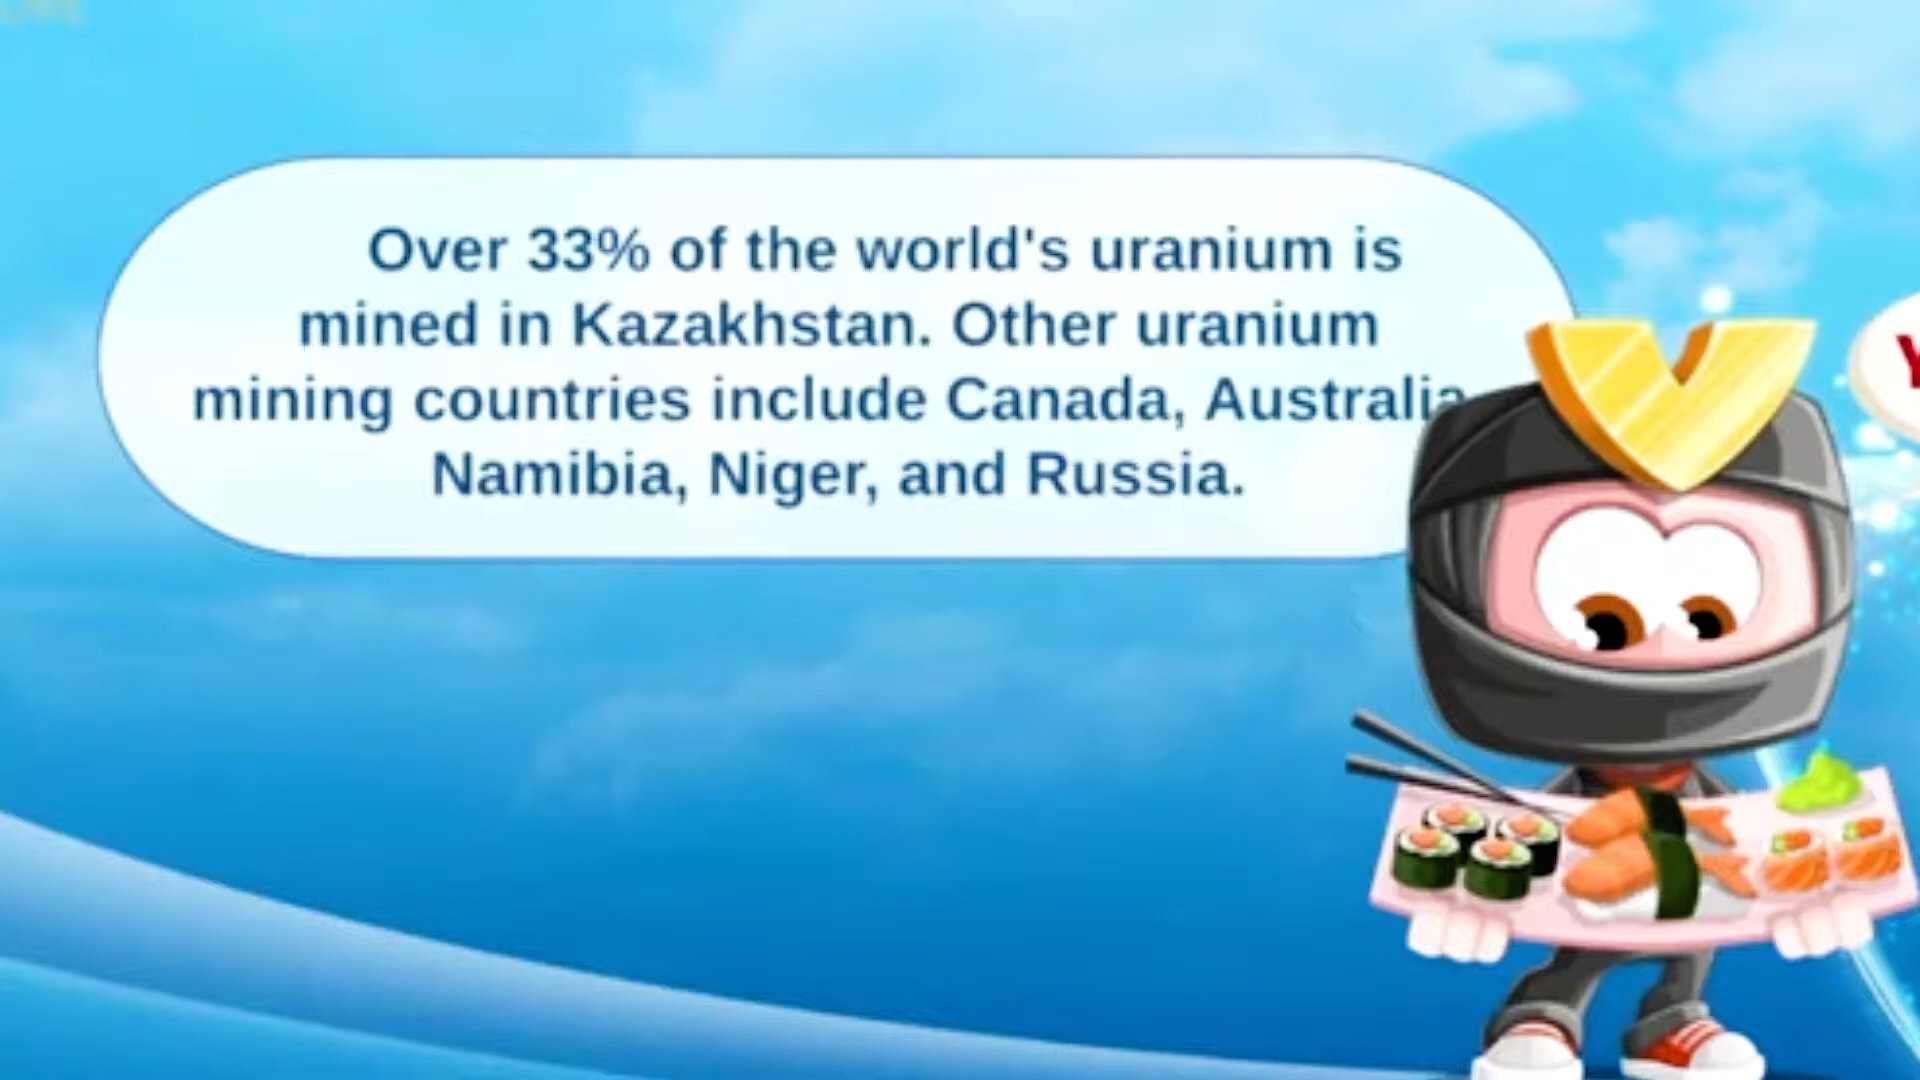 Over 33% of the world's uranium is
mined in Kazakhstan. Other uranium
mining countries include Canada, Australia
Namibia, Niger, and Russia.